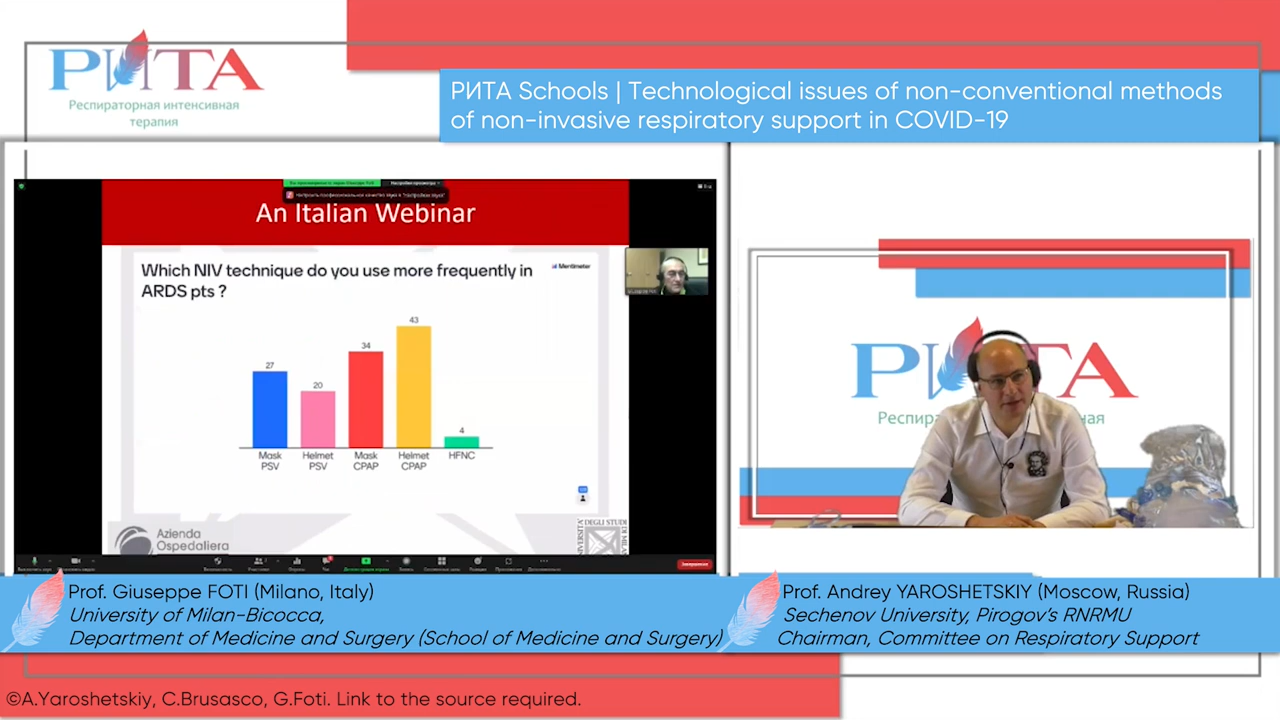 РИТА
Респираторная интенсивная
терапия
РИТА Schools | Technological issues of non-conventional methods
of non-invasive respiratory support in COVID-19
An Italian Webinar
Which NIV technique do you use more frequently in
ARDS pts ?
Mentimeter
27
20
34
43
4
Mask
PSV
Helmet
PSV
Mask
CPAP
Helmet
CPAP
HFNC
Azienda
Ospedaliera
DEGLI STUDI
РИТА
Prof. Giuseppe FOTI (Milano, Italy)
University of Milan-Bicocca,
Department of Medicine and Surgery (School of Medicine and Surgery)
Prof. Andrey YAROSHETSKIY (Moscow, Russia)
Sechenov University, Pirogov's RNRMU
Chairman, Committee on Respiratory Support
©A.Yaroshetskiy, C.Brusasco, G.Foti. Link to the source required.